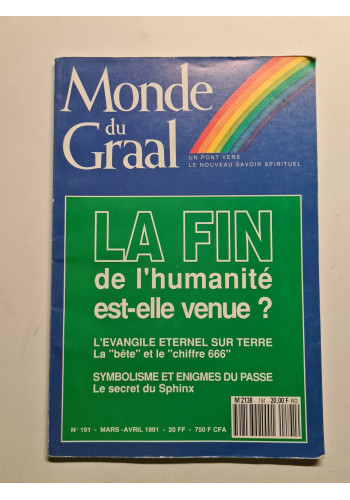 Monde
du
Graal
UN PONT VERS
LE NOUVEAU SAVOIR SPIRITUEL
LA FIN
de l'humanité
est-elle venue ?
L'EVANGILE ETERNEL SUR TERRE
La "bête" et le "chiffre 666"
SYMBOLISME ET ENIGMES DU PASSE
Le secret du Sphinx
M 2138 - 191 - 20,00 F RD
N° 191 - MARS-AVRIL 1991 - 20 FF - 750 F CFA